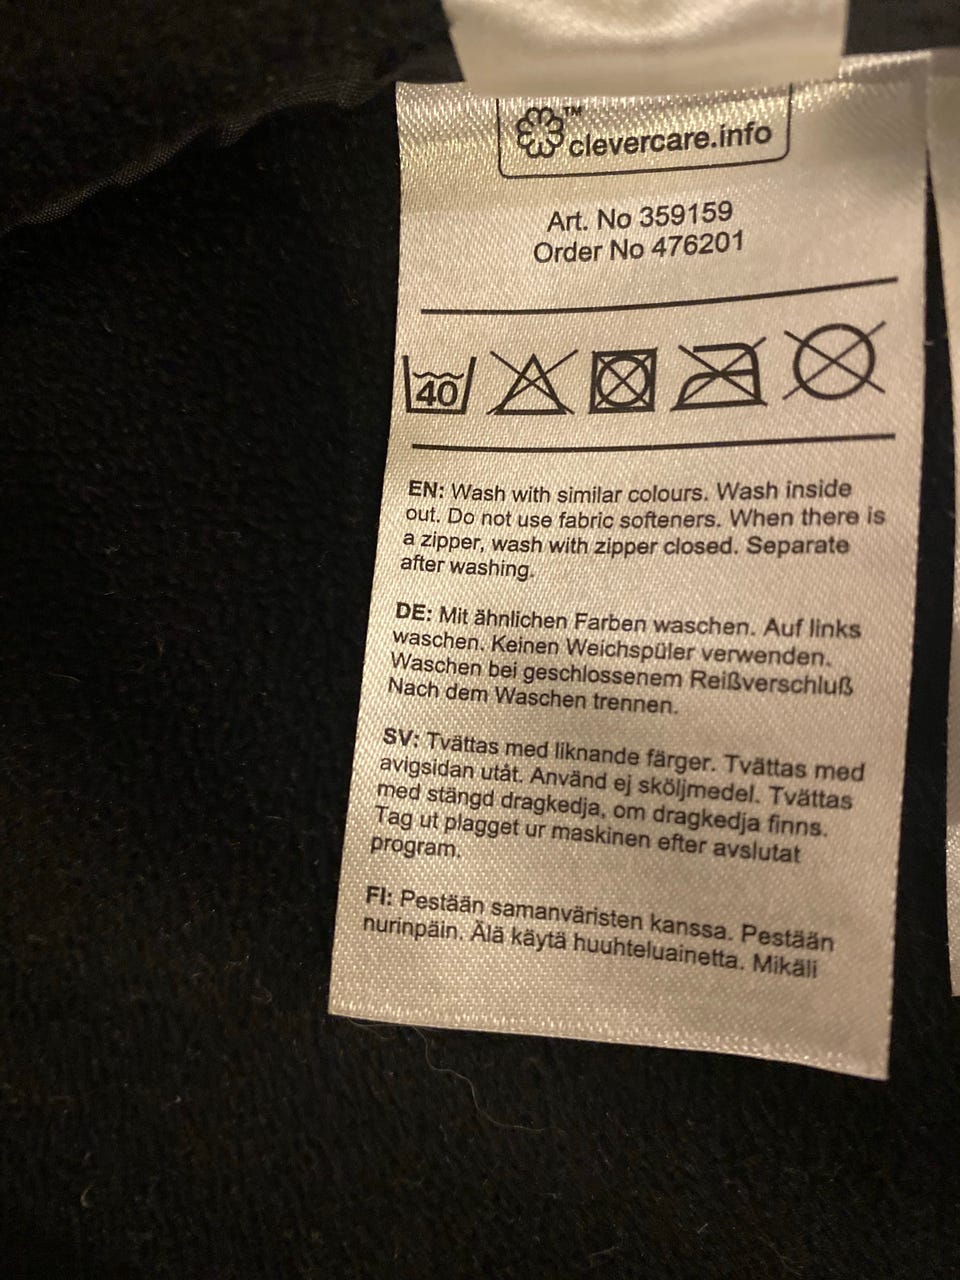 TM
clevercare.info
Art. No 359159
Order No 476201
40
EN: Wash with similar colours. Wash inside
out. Do not use fabric softeners. When there is
a zipper, wash with zipper closed. Separate
after washing.
DE: Mit ähnlichen Farben waschen. Auf links
waschen. Keinen Weichspüler verwenden.
Waschen bei geschlossenem Reißverschluß
Nach dem Waschen trennen.
SV: Tvättas med liknande färger. Tvättas med
avigsidan utåt. Använd ej sköljmedel. Tvättas
med stängd dragkedja, om dragkedja finns.
Tag ut plagget ur maskinen efter avslutat
program.
FI: Pestään samanväristen kanssa. Pestään
nurinpäin. Älä käytä huuhteluainetta. Mikäli